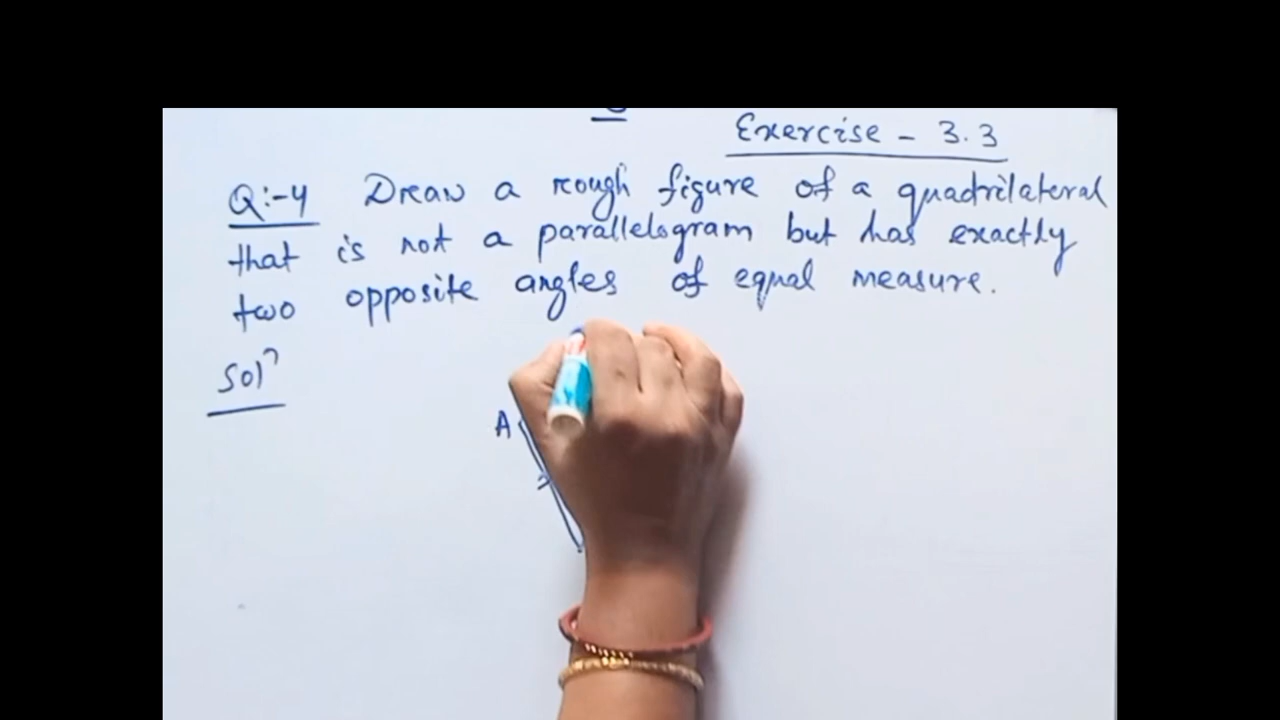 Exercise - 3.3
Q:-4 Draw a rough figure of a quadrilateral
that is not a parallelogram but has exactly
two opposite angles of equal measure.
Solⁿ
A